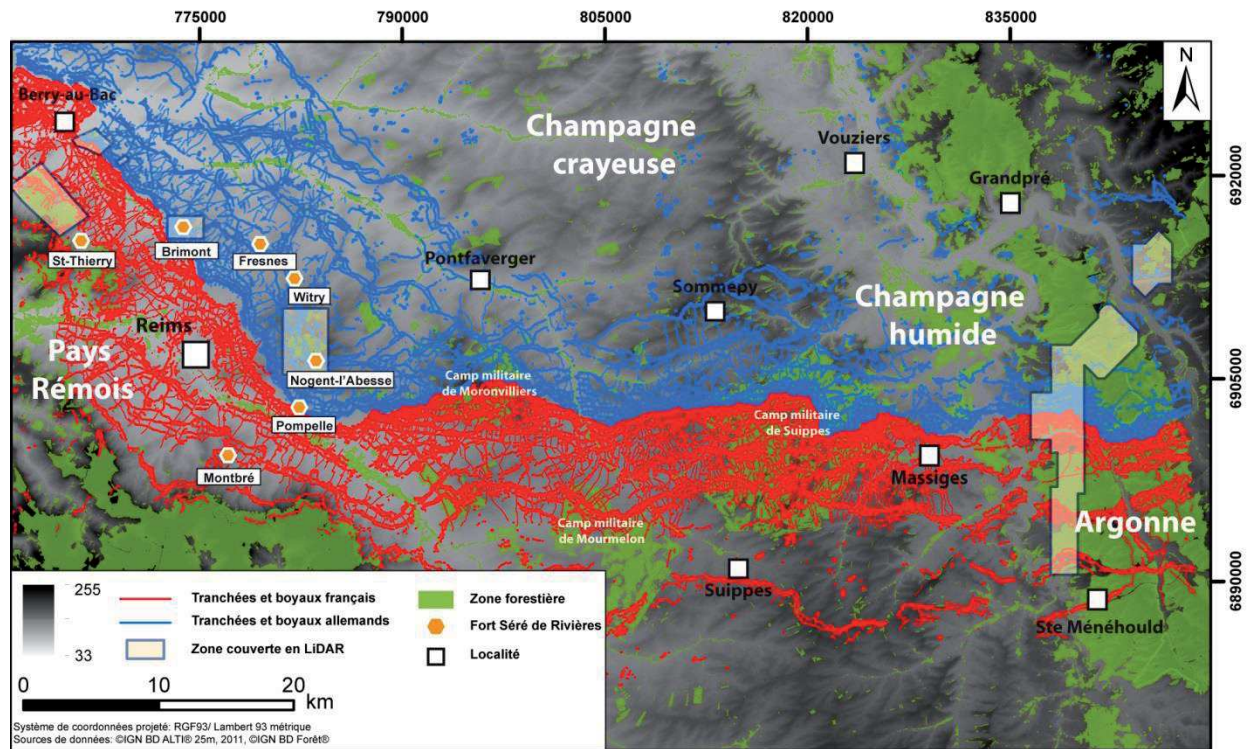 775000
790000
805000
820000
835000
N
Berry-au-Bac
Champagne
crayeuse
Vouziers
Grandpré
6920000
St-Thierry
Brimont
Fresnes
Witry
Pontfaverger
Sommepy
Champagne
humide
Pays
Rémois
Reims
Nogent-l'Abesse
Camp militaire
de Moronvilliers
6905000
Pompelle
Camp militaire
de Suippes
Montbré
Massiges
Camp militaire
de Mourmelon
Argonne
Suippes
6890000
Ste Ménéhould
255
33
Tranchées et boyaux français
Tranchées et boyaux allemands
Zone couverte en LiDAR
Zone forestière
Fort Séré de Rivières
Localité
0 10 20
km
Système de coordonnées projeté: RGF93/ Lambert 93 métrique
Sources de données: ©IGN BD ALTI® 25m, 2011, ©IGN BD Forêt®